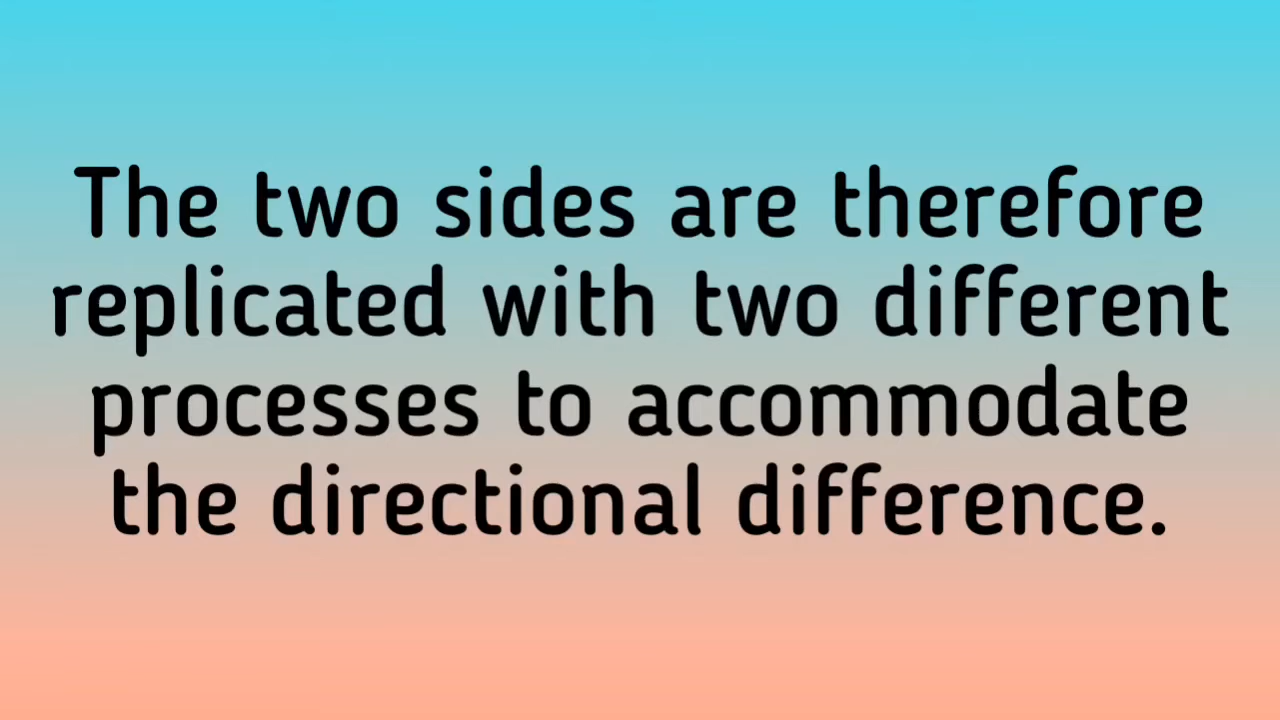 The two sides are therefore
replicated with two different
processes to accommodate
the directional difference.